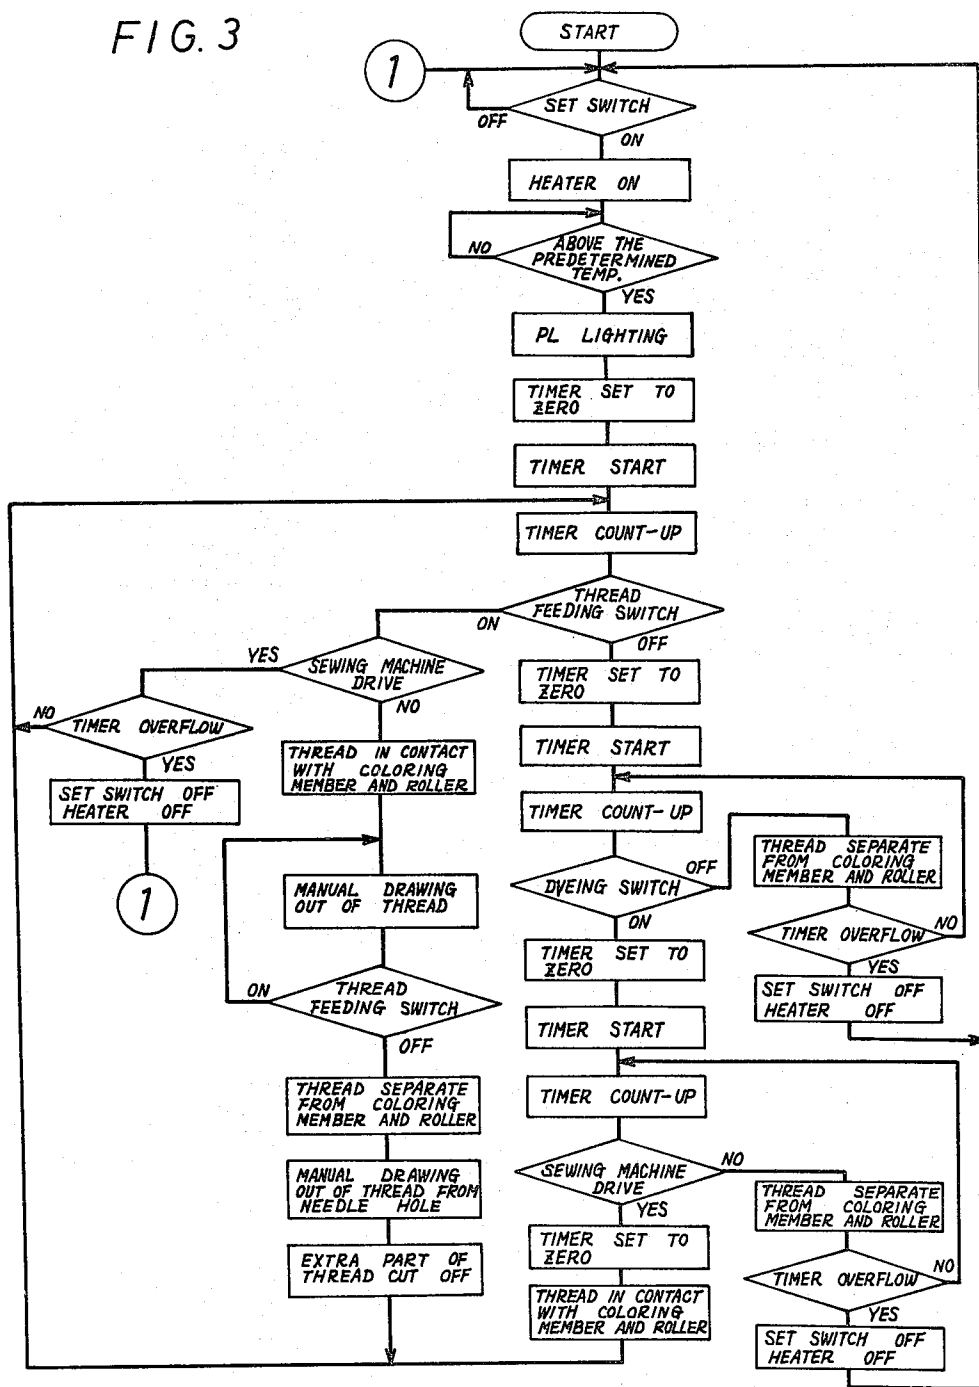 FIG. 3
START
1
SET SWITCH
OFF
ON
HEATER ON
ABOVE THE
PREDETERMINED
TEMP.
NO
YES
PL LIGHTING
TIMER SET TO
ZERO
TIMER START
TIMER COUNT-UP
THREAD
FEEDING SWITCH
ON
OFF
YES
SEWING MACHINE
DRIVE
NO
NO
TIMER OVERFLOW
YES
SET SWITCH OFF
HEATER OFF
1
THREAD IN CONTACT
WITH COLORING
MEMBER AND ROLLER
MANUAL DRAWING
OUT OF THREAD
THREAD
FEEDING SWITCH
ON
OFF
THREAD SEPARATE
FROM COLORING
MEMBER AND ROLLER
MANUAL DRAWING
OUT OF THREAD FROM
NEEDLE HOLE
EXTRA PART OF
THREAD CUT OFF
TIMER SET TO
ZERO
TIMER START
TIMER COUNT-UP
DYEING SWITCH
OFF
ON
THREAD SEPARATE
FROM COLORING
MEMBER AND ROLLER
TIMER OVERFLOW
NO
YES
SET SWITCH OFF
HEATER OFF
TIMER SET TO
ZERO
TIMER START
TIMER COUNT-UP
SEWING MACHINE
DRIVE
NO
YES
THREAD SEPARATE
FROM COLORING
MEMBER AND ROLLER
TIMER OVERFLOW
NO
YES
SET SWITCH OFF
HEATER OFF
TIMER SET TO
ZERO
THREAD IN CONTACT
WITH COLORING
MEMBER AND ROLLER